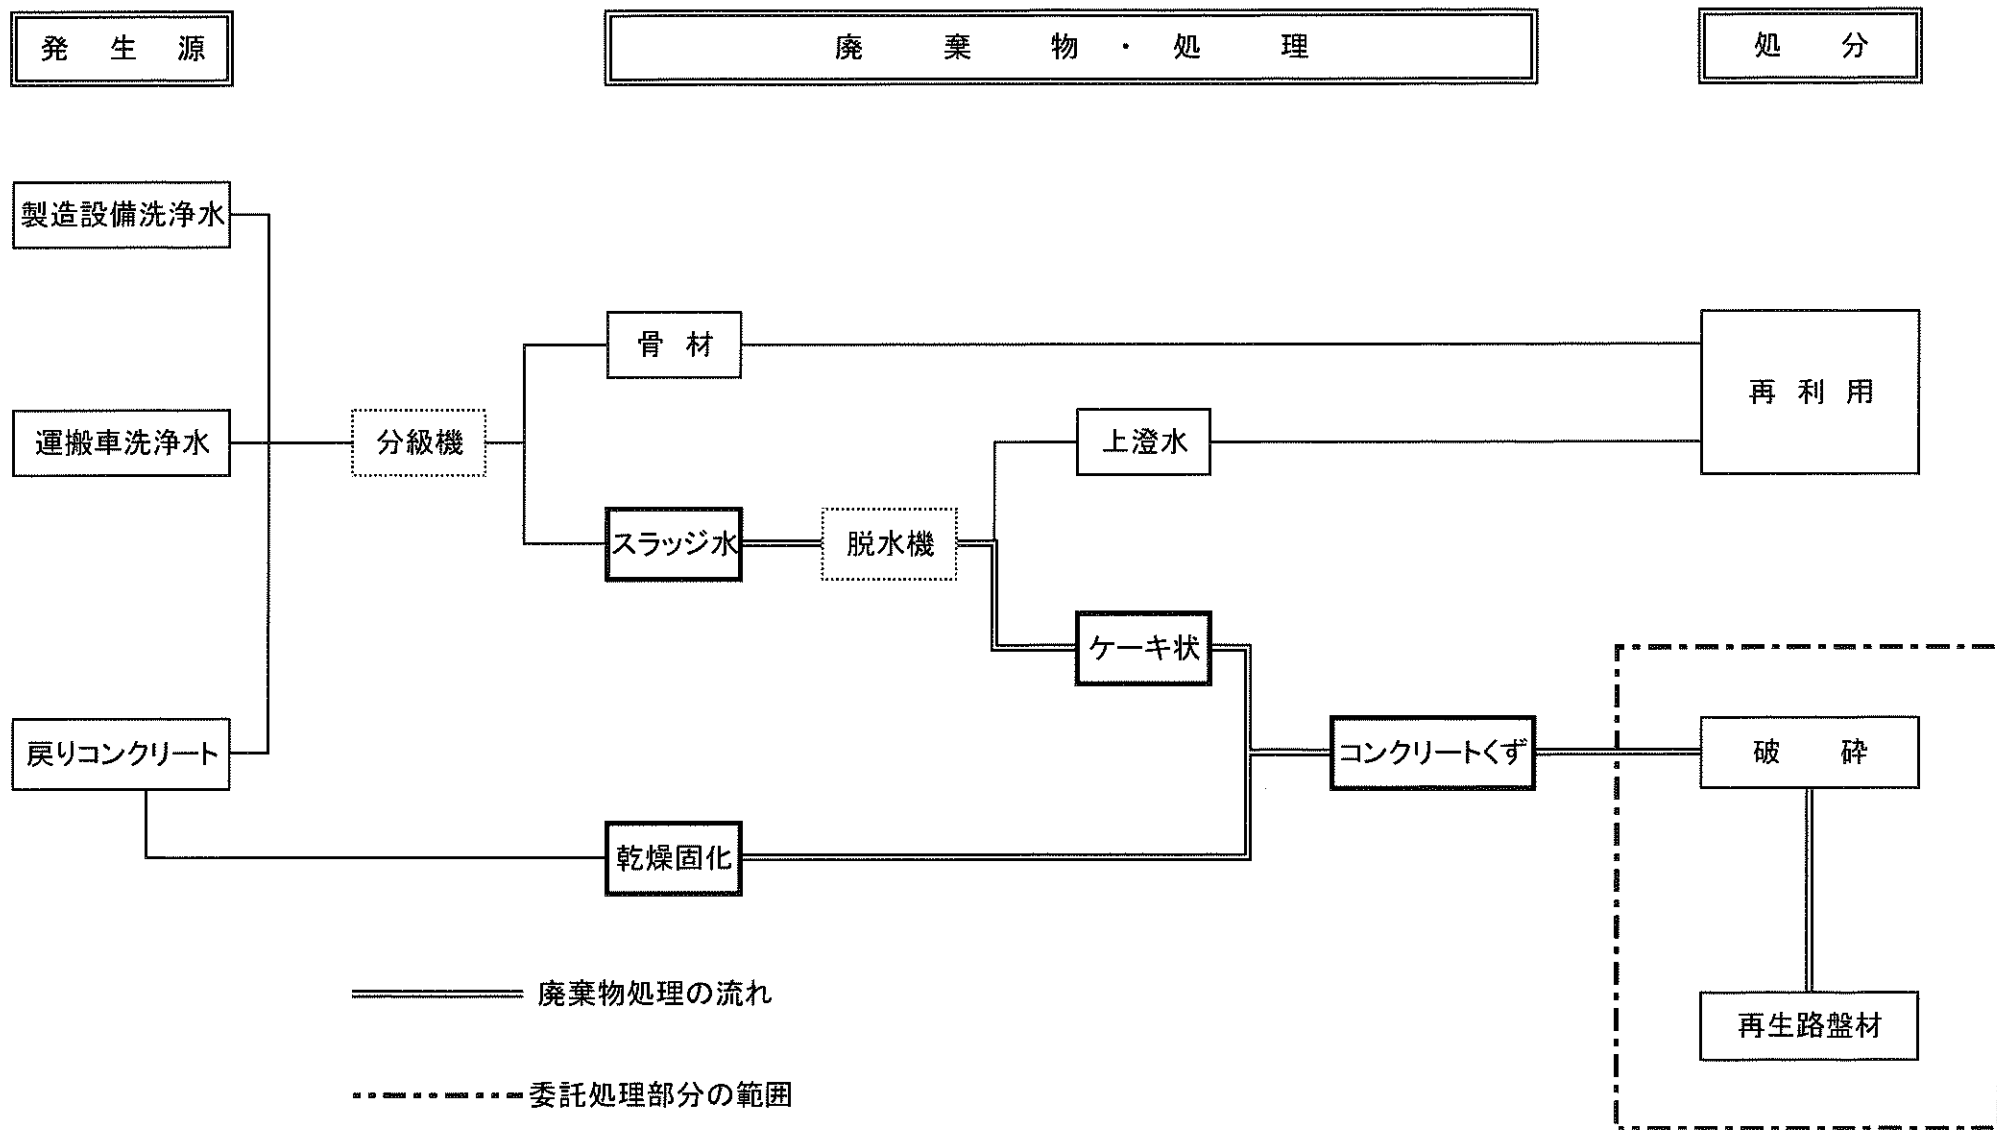 発 生 源
廃 棄 物 ・ 処 理
処 分
製造設備洗浄水
骨 材
再 利 用
運搬車洗浄水
分級機
上澄水
スラッジ水
脱水機
ケーキ状
戻りコンクリート
コンクリートくず
破 砕
乾燥固化
廃棄物処理の流れ
再生路盤材
委託処理部分の範囲